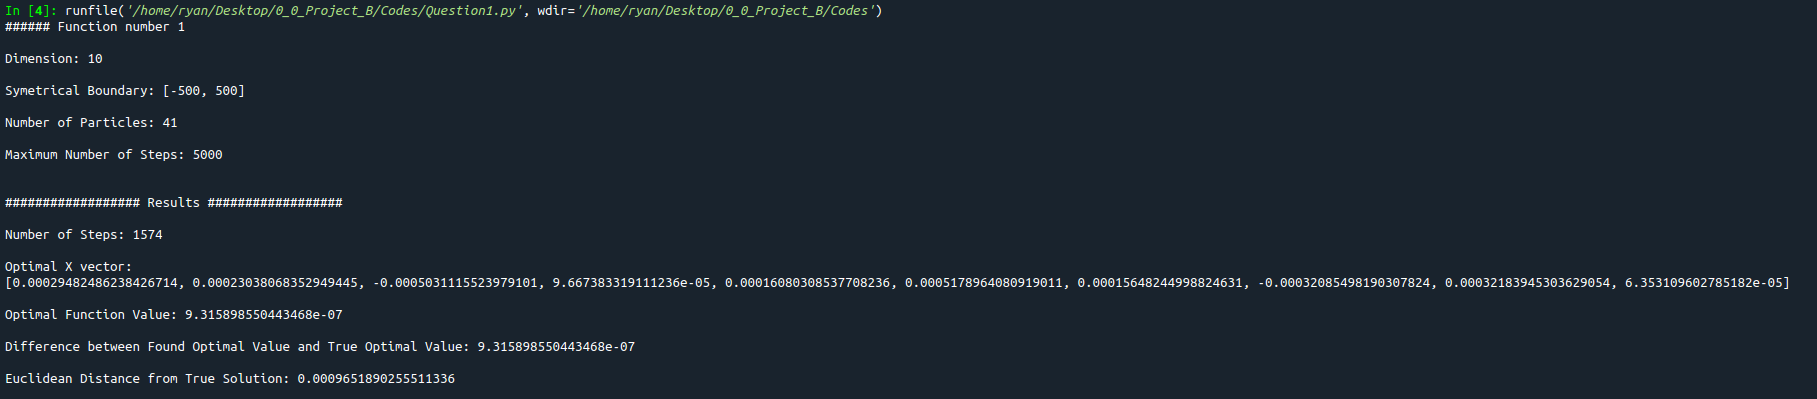 In [4]: runfile('/home/ryan/Desktop/0_0_Project_B/Codes/Question1.py', wdir='/home/ryan/Desktop/0_0_Project_B/Codes')
###### Function number 1
Dimension: 10
Symetrical Boundary: [-500, 500]
Number of Particles: 41
Maximum Number of Steps: 5000
################## Results ##################
Number of Steps: 1574
Optimal X vector:
[0.00029482486238426714, 0.00023038068352949445, -0.0005031115523979101, 9.667383319111236e-05, 0.00016080308537708236, 0.0005178964080919011, 0.00015648244998824631, -0.00032085498190307824, 0.00032183945303629054, 6.353109602785182e-05]
Optimal Function Value: 9.315898550443468e-07
Difference between Found Optimal Value and True Optimal Value: 9.315898550443468e-07
Euclidean Distance from True Solution: 0.0009651890255511336